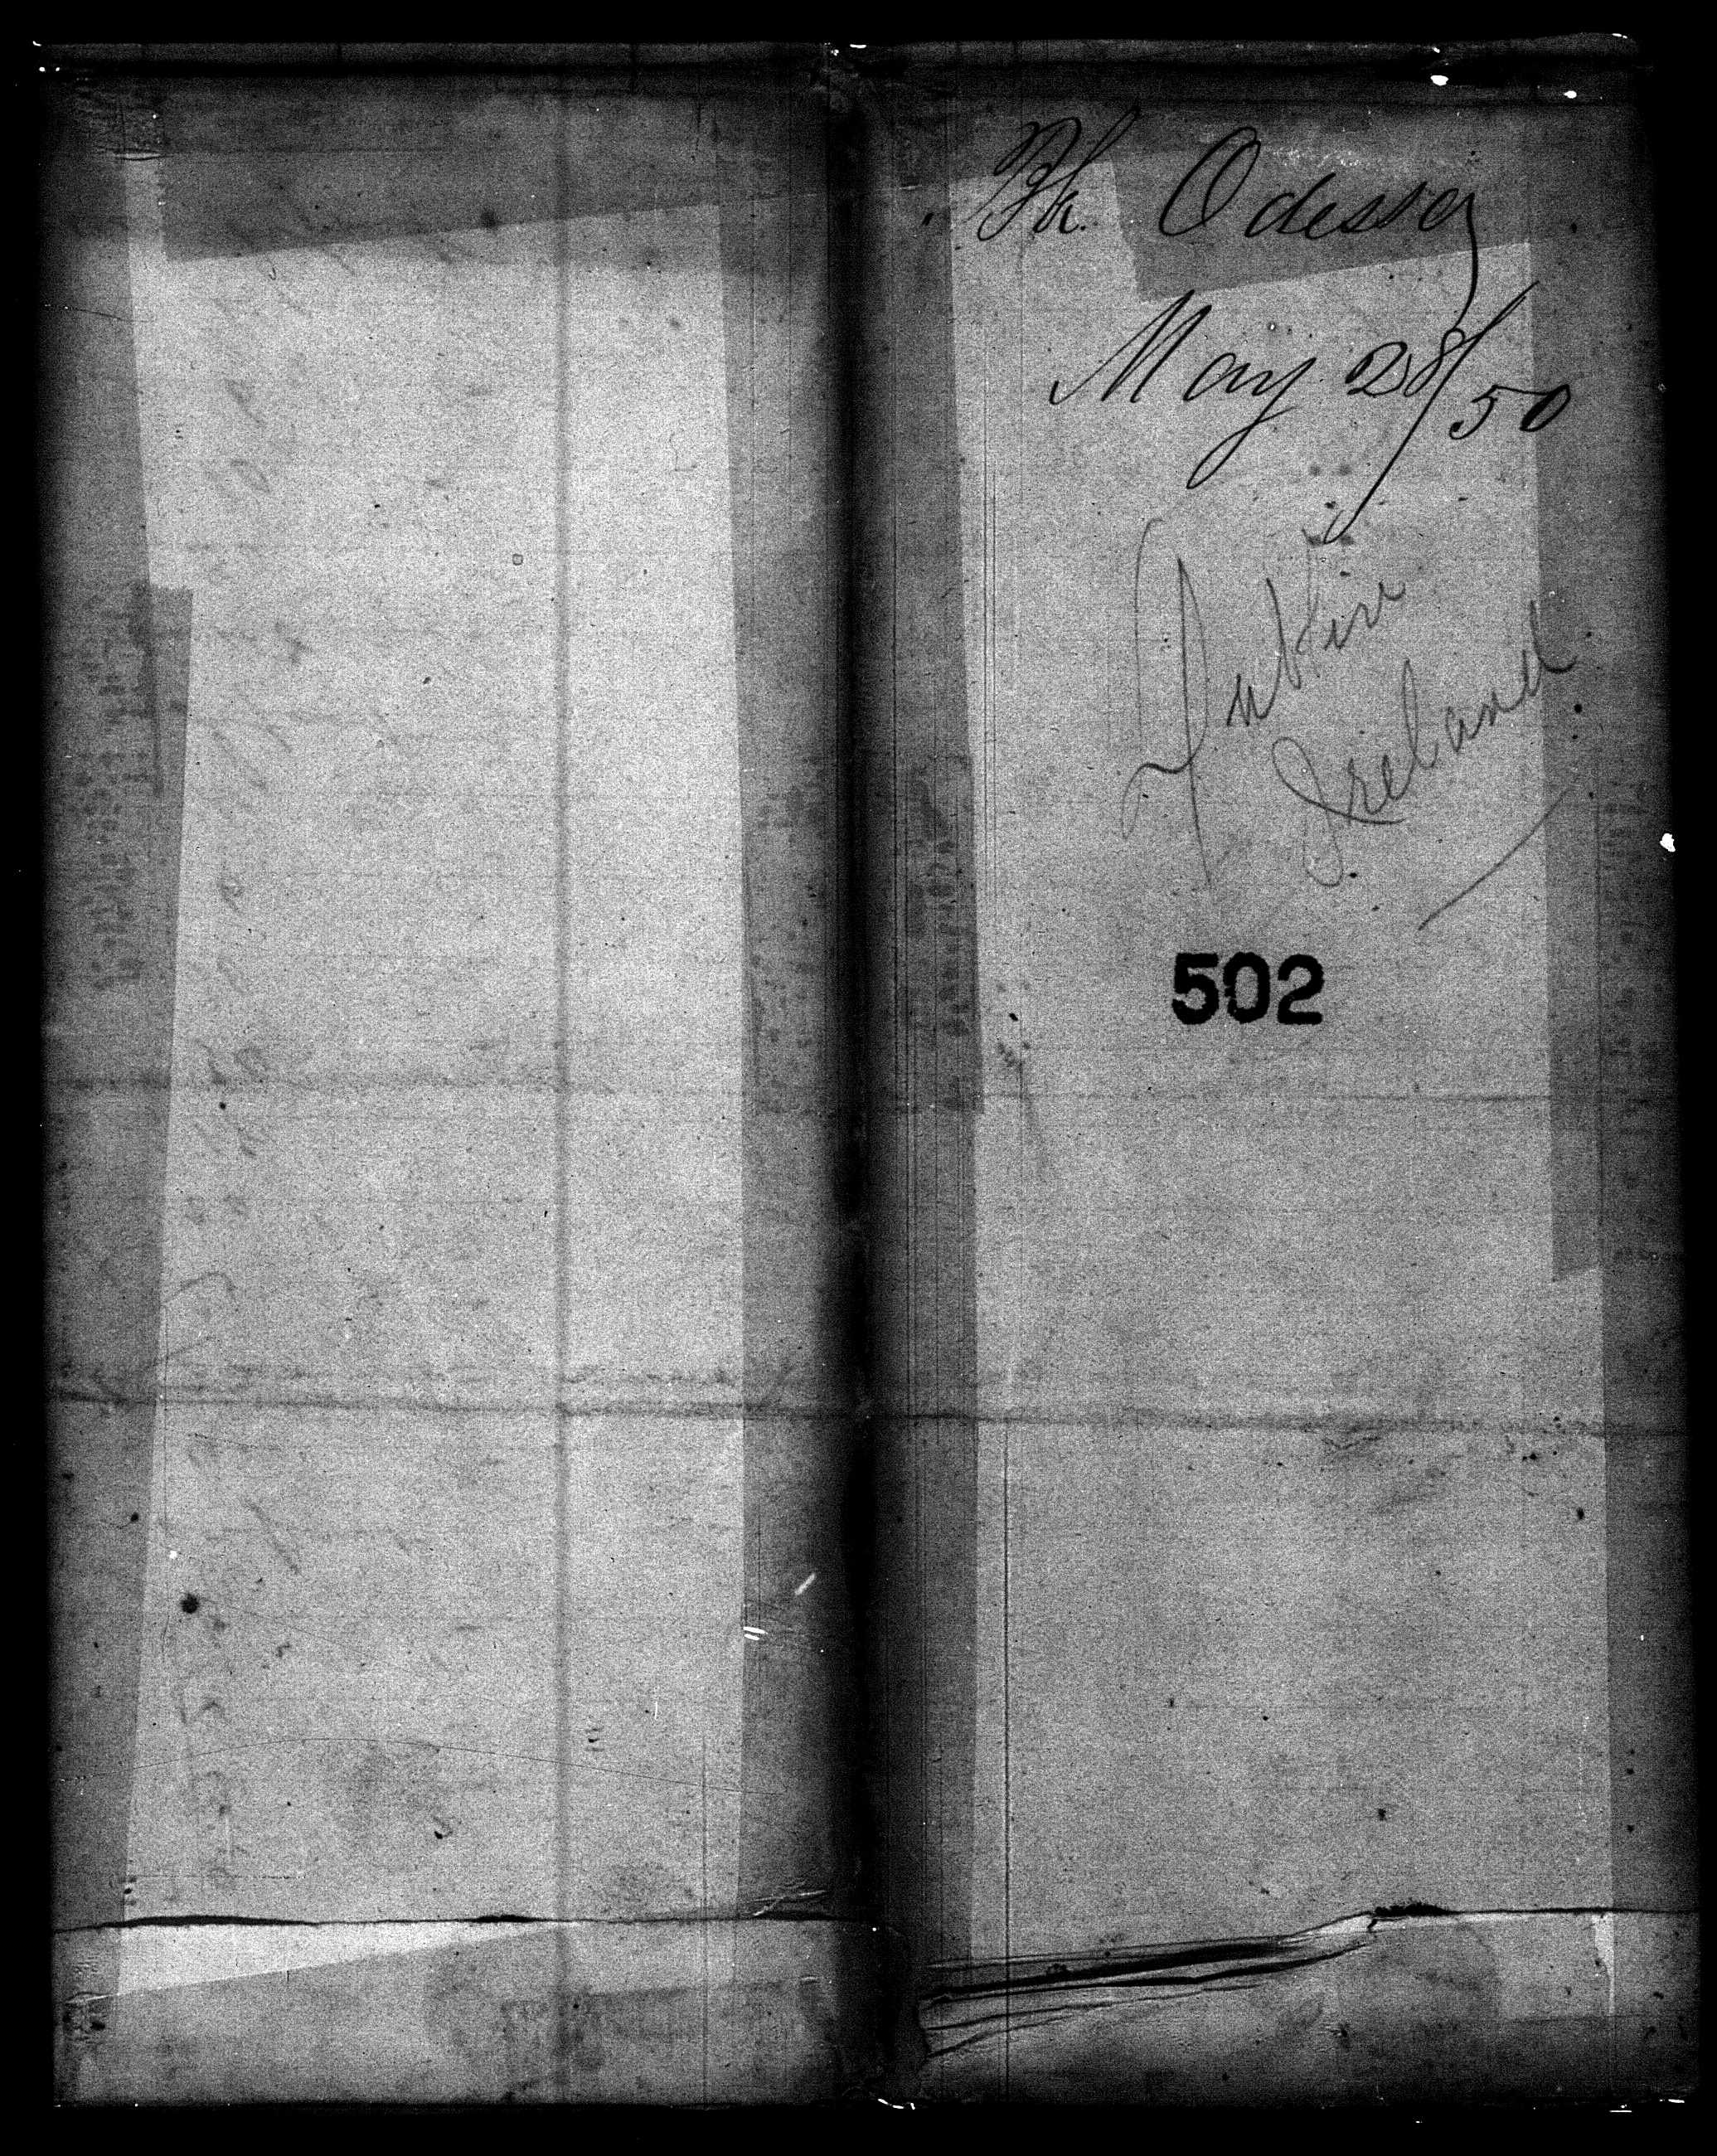 Bk. Odessa
May 28/50
Dublin
Ireland
502